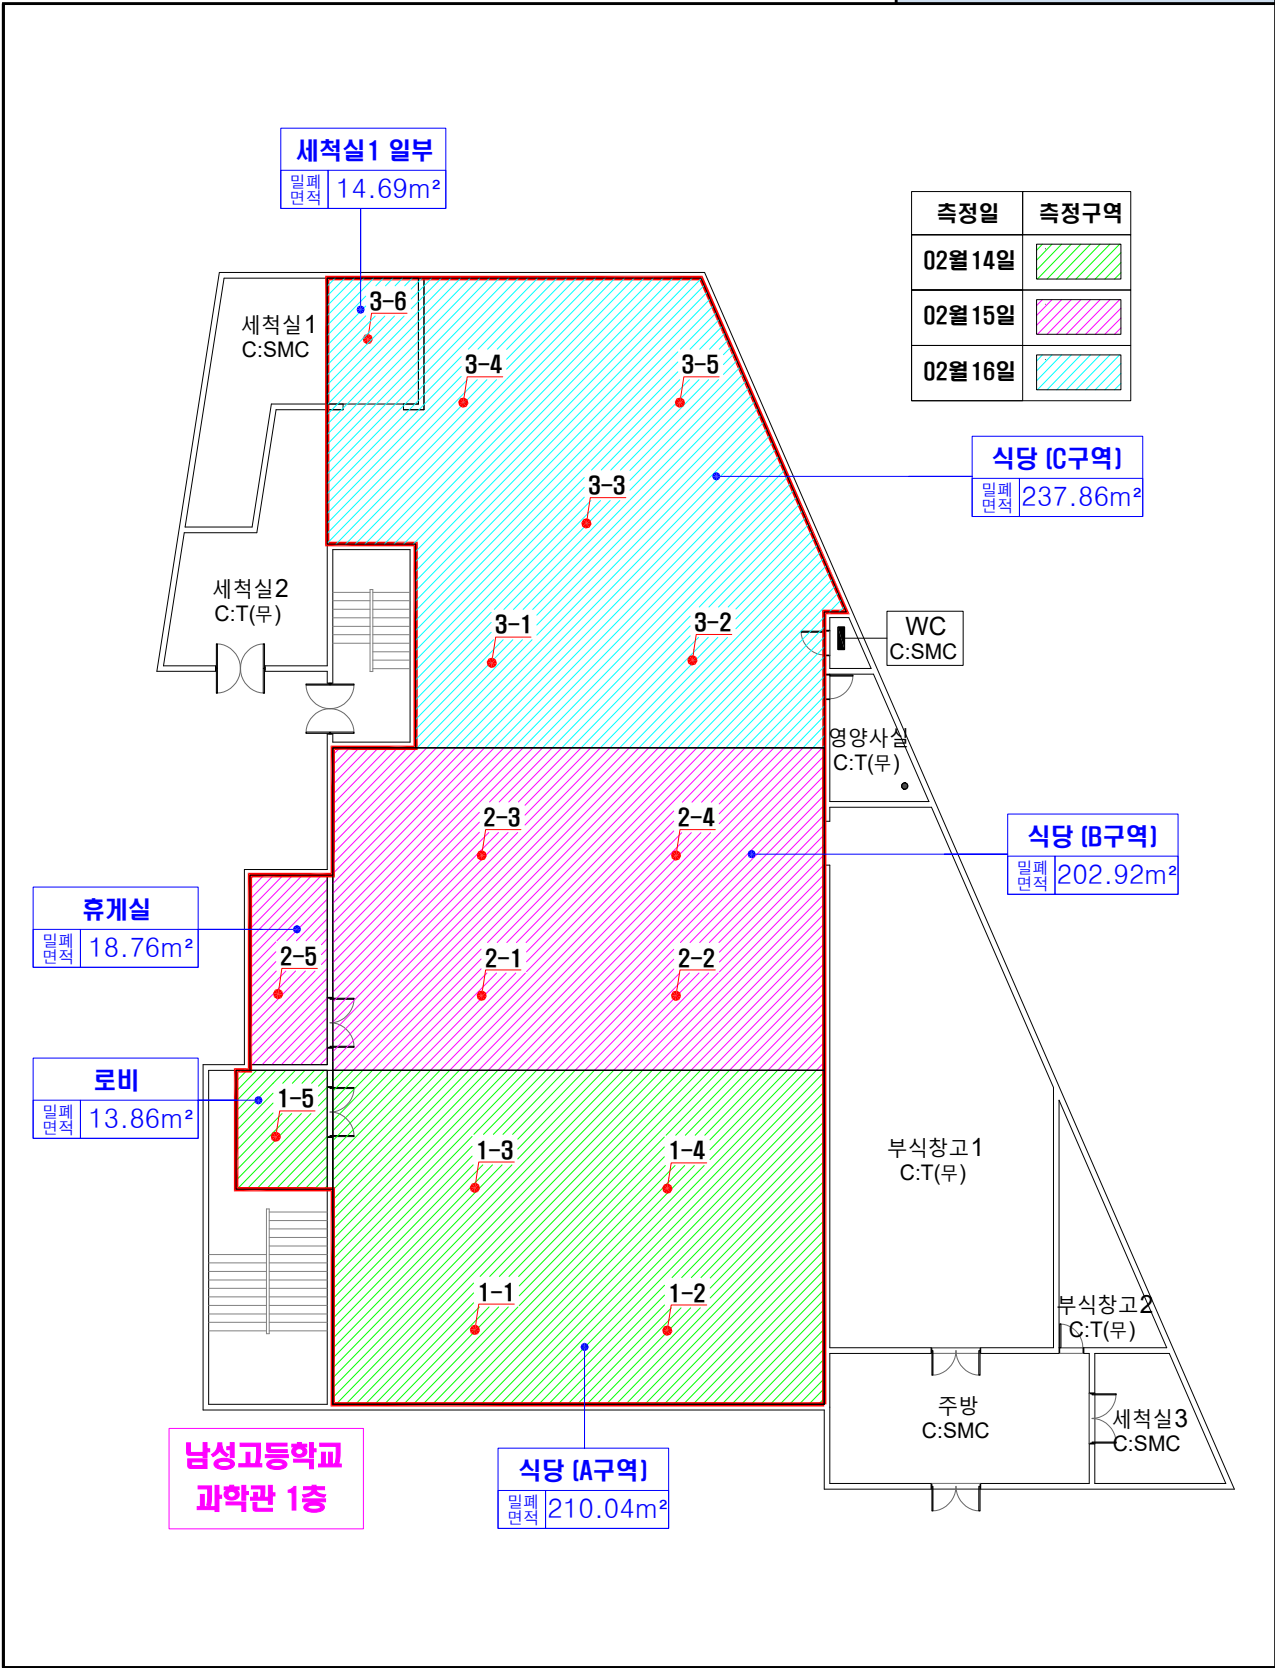 세척실1 일부
밀폐
면적
14.69m²
측정일
측정구역
02월14일
02월15일
02월16일
3-6
세척실1
C:SMC
3-4
3-5
식당 (C구역)
밀폐
면적
237.86m²
3-3
세척실2
C:T(무)
3-1
3-2
WC
C:SMC
영양사실
C:T(무)
2-3
2-4
식당 (B구역)
밀폐
면적
202.92m²
휴게실
밀폐
면적
18.76m²
2-5
2-1
2-2
로비
밀폐
면적
13.86m²
1-5
1-3
1-4
부식창고1
C:T(무)
1-1
1-2
부식창고2
C:T(무)
주방
C:SMC
세척실3
C:SMC
남성고등학교
과학관 1층
식당 (A구역)
밀폐
면적
210.04m²